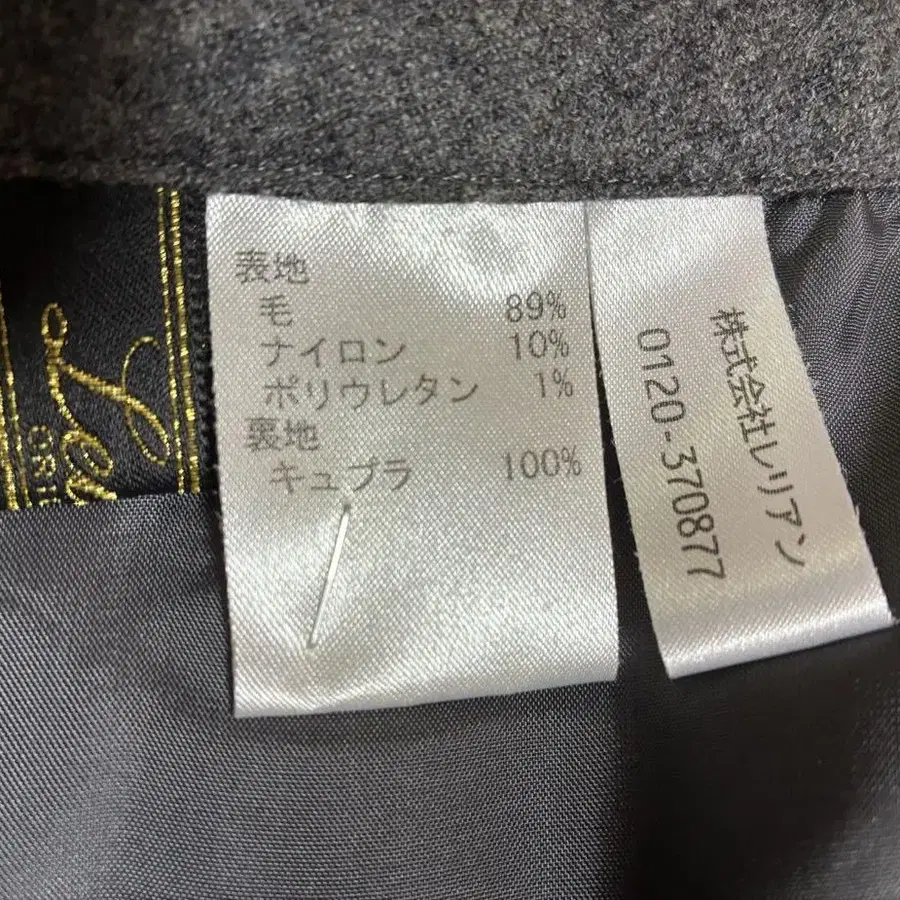 表地
毛 89%
ナイロン 10%
ポリウレタン 1%
裏地
キュプラ 100%
株式会社レリアン
0120-370877